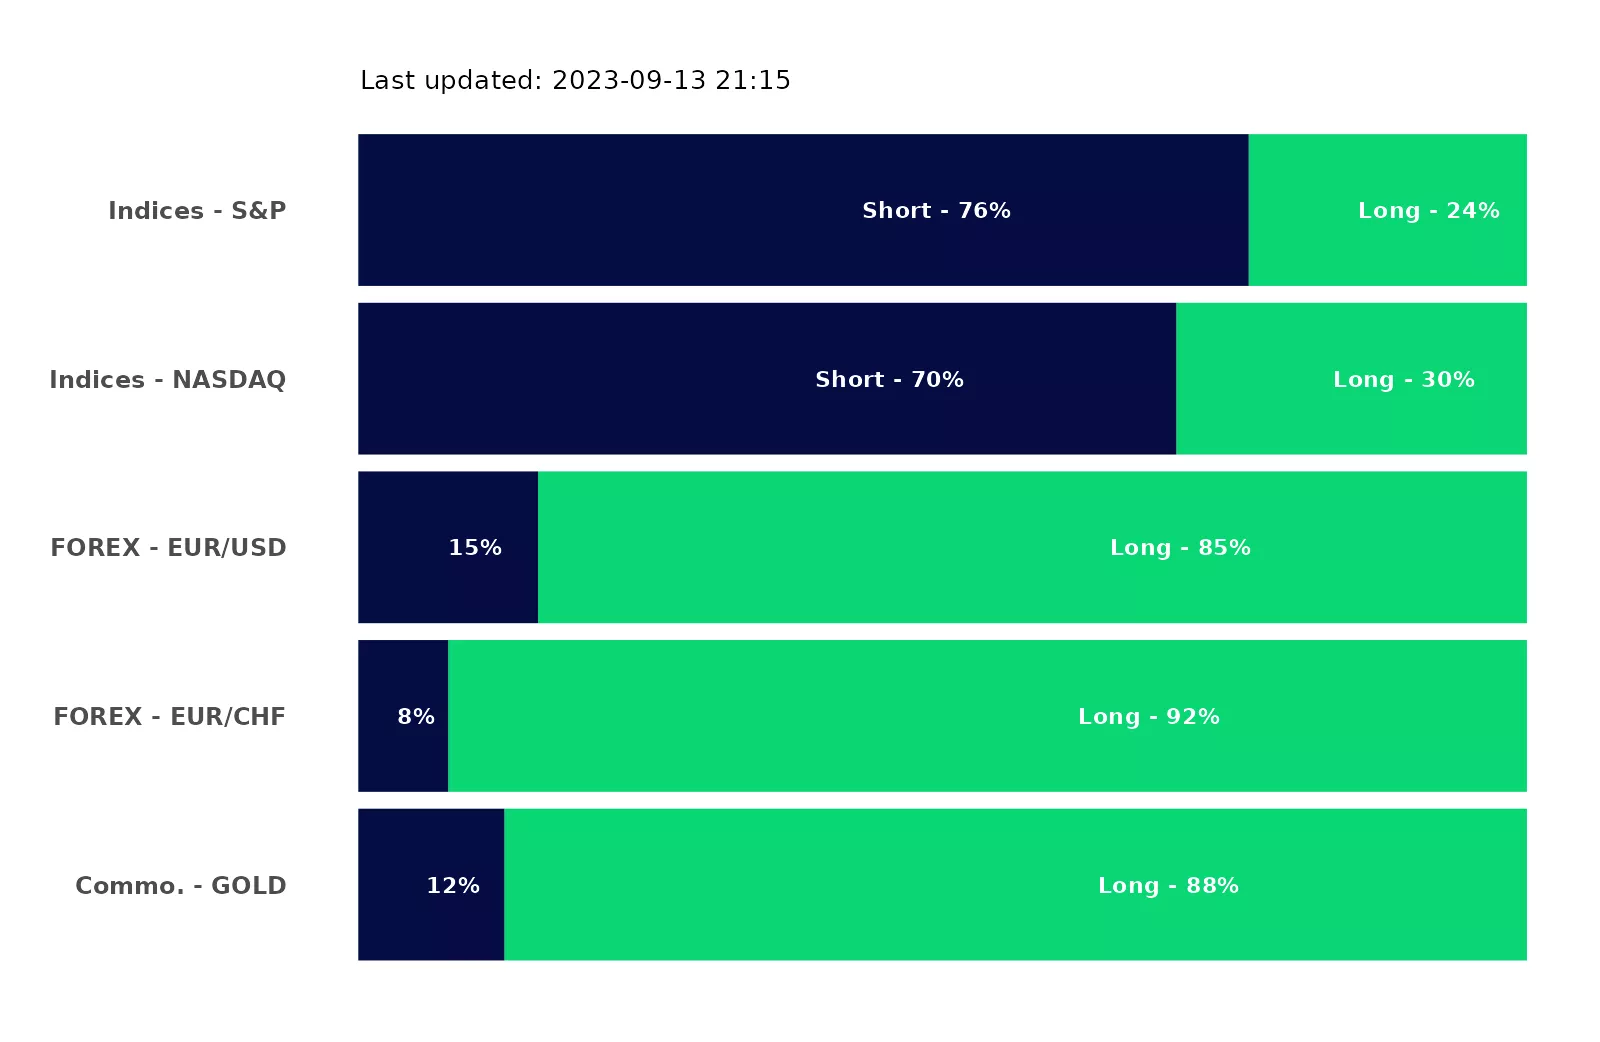 Last updated: 2023-09-13 21:15
Indices - S&P Short - 76% Long - 24%
Indices - NASDAQ Short - 70% Long - 30%
FOREX - EUR/USD 15% Long - 85%
FOREX - EUR/CHF 8% Long - 92%
Commo. - GOLD 12% Long - 88%